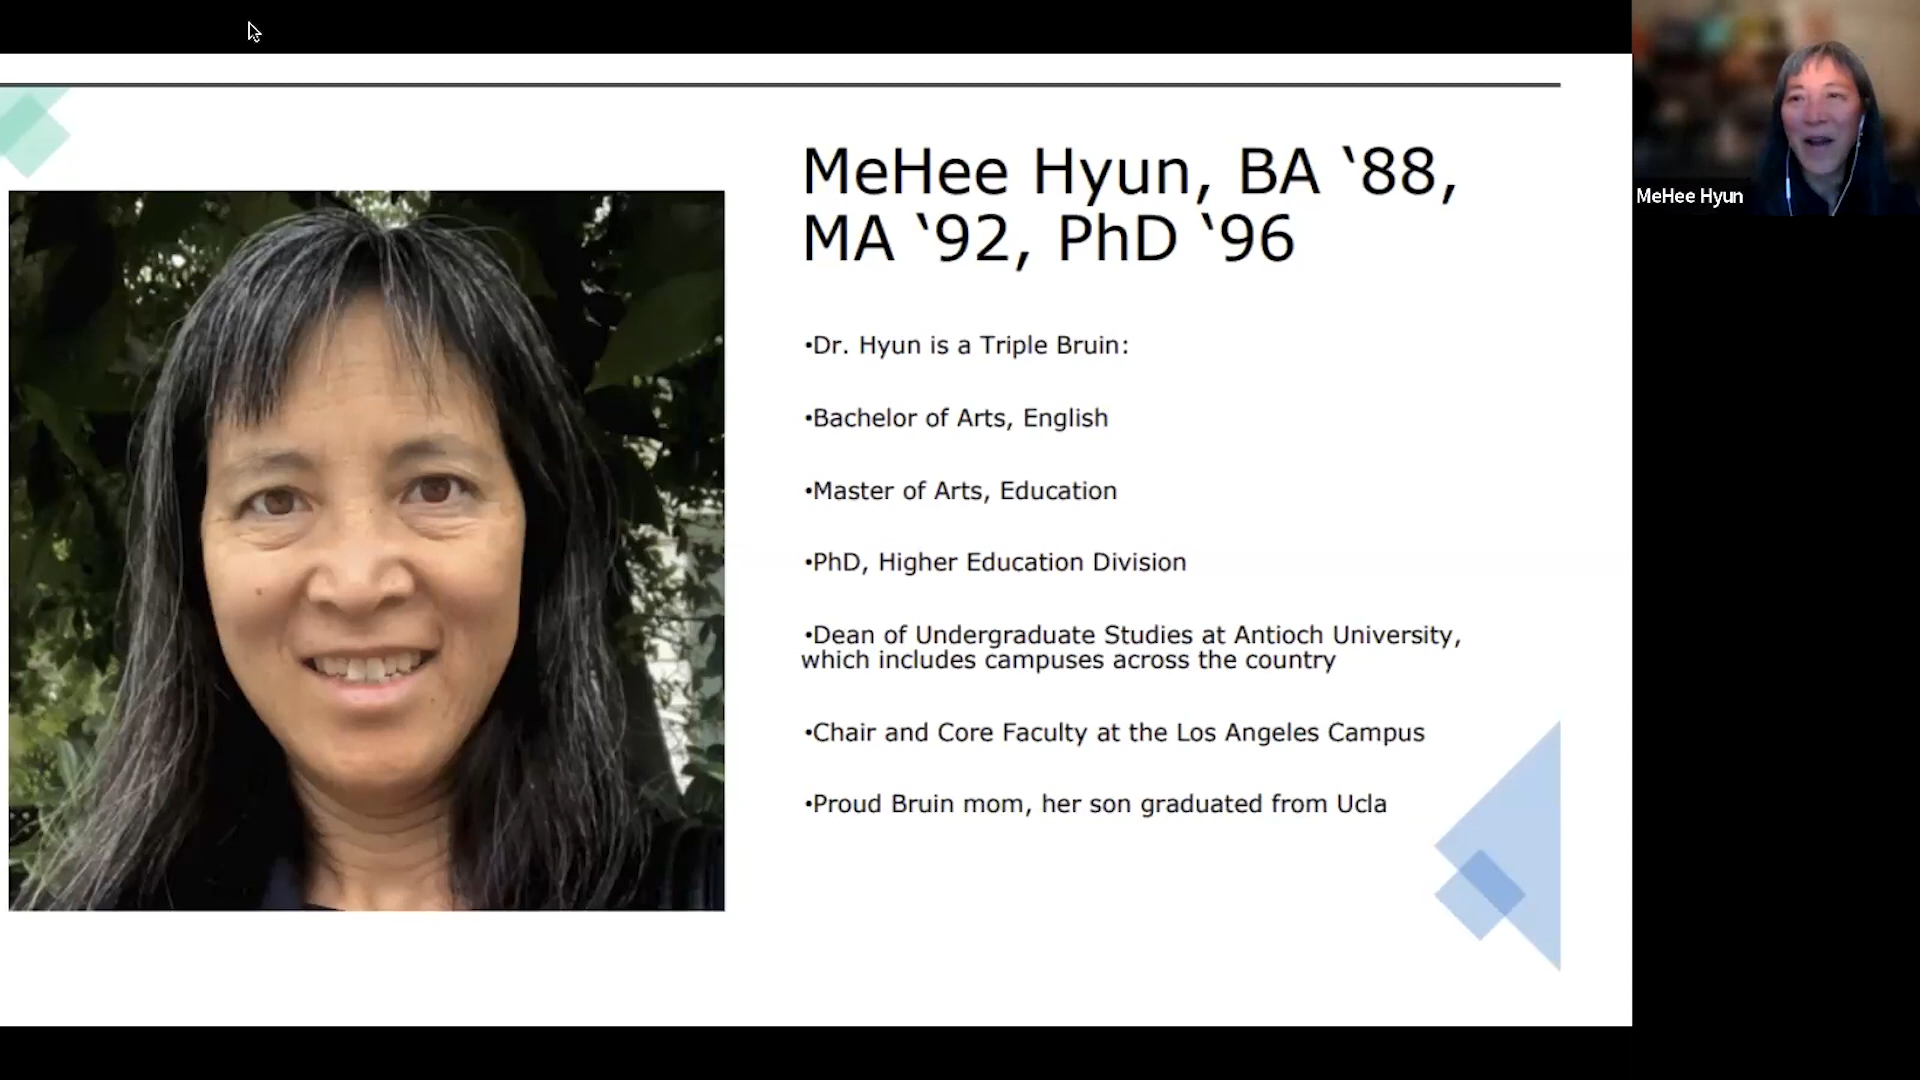 MeHee Hyun, BA ‘88,
MA ‘92, PhD ‘96
•Dr. Hyun is a Triple Bruin:
•Bachelor of Arts, English
•Master of Arts, Education
•PhD, Higher Education Division
•Dean of Undergraduate Studies at Antioch University,
which includes campuses across the country
•Chair and Core Faculty at the Los Angeles Campus
•Proud Bruin mom, her son graduated from Ucla
MeHee Hyun